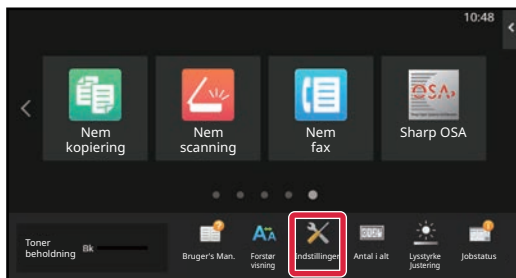 10:48
Nem
kopiering
Nem
scanning
Nem
fax
OSA
Sharp OSA
Toner
beholdning
Bk
Bruger's Man.
Forstør
visning
Indstillinger
Antal i alt
Lysstyrke
Justering
Jobstatus